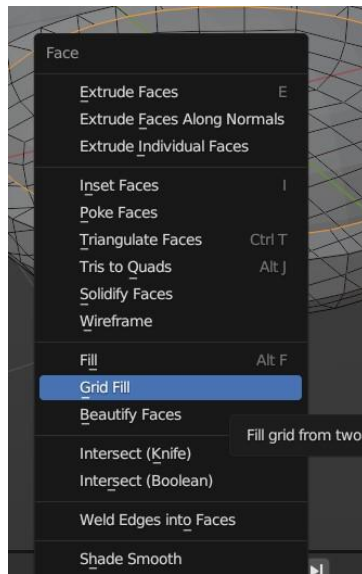 Face
Extrude Faces E
Extrude Faces Along Normals
Extrude Individual Faces
Inset Faces I
Poke Faces
Triangulate Faces Ctrl T
Tris to Quads Alt J
Solidify Faces
Wireframe
Fill Alt F
Grid Fill
Beautify Faces
Fill grid from two
Intersect (Knife)
Intersect (Boolean)
Weld Edges into Faces
Shade Smooth